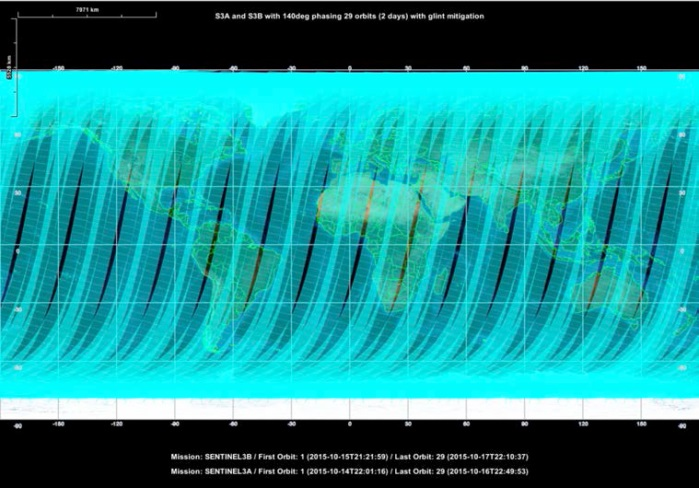 7971 km
S3A and S3B with 140deg phasing 29 orbits (2 days) with glint mitigation
-150 -120 -90 -60 -30 0 30 60 90 120 150
-150 -120 -90 -60 -30 0 30 60 90 120 150
Mission: SENTINEL3B / First Orbit: 1 (2015-10-15T21:21:59) / Last Orbit: 29 (2015-10-17T22:10:37)
Mission: SENTINEL3A / First Orbit: 1 (2015-10-14T22:01:16) / Last Orbit: 29 (2015-10-16T22:49:53)